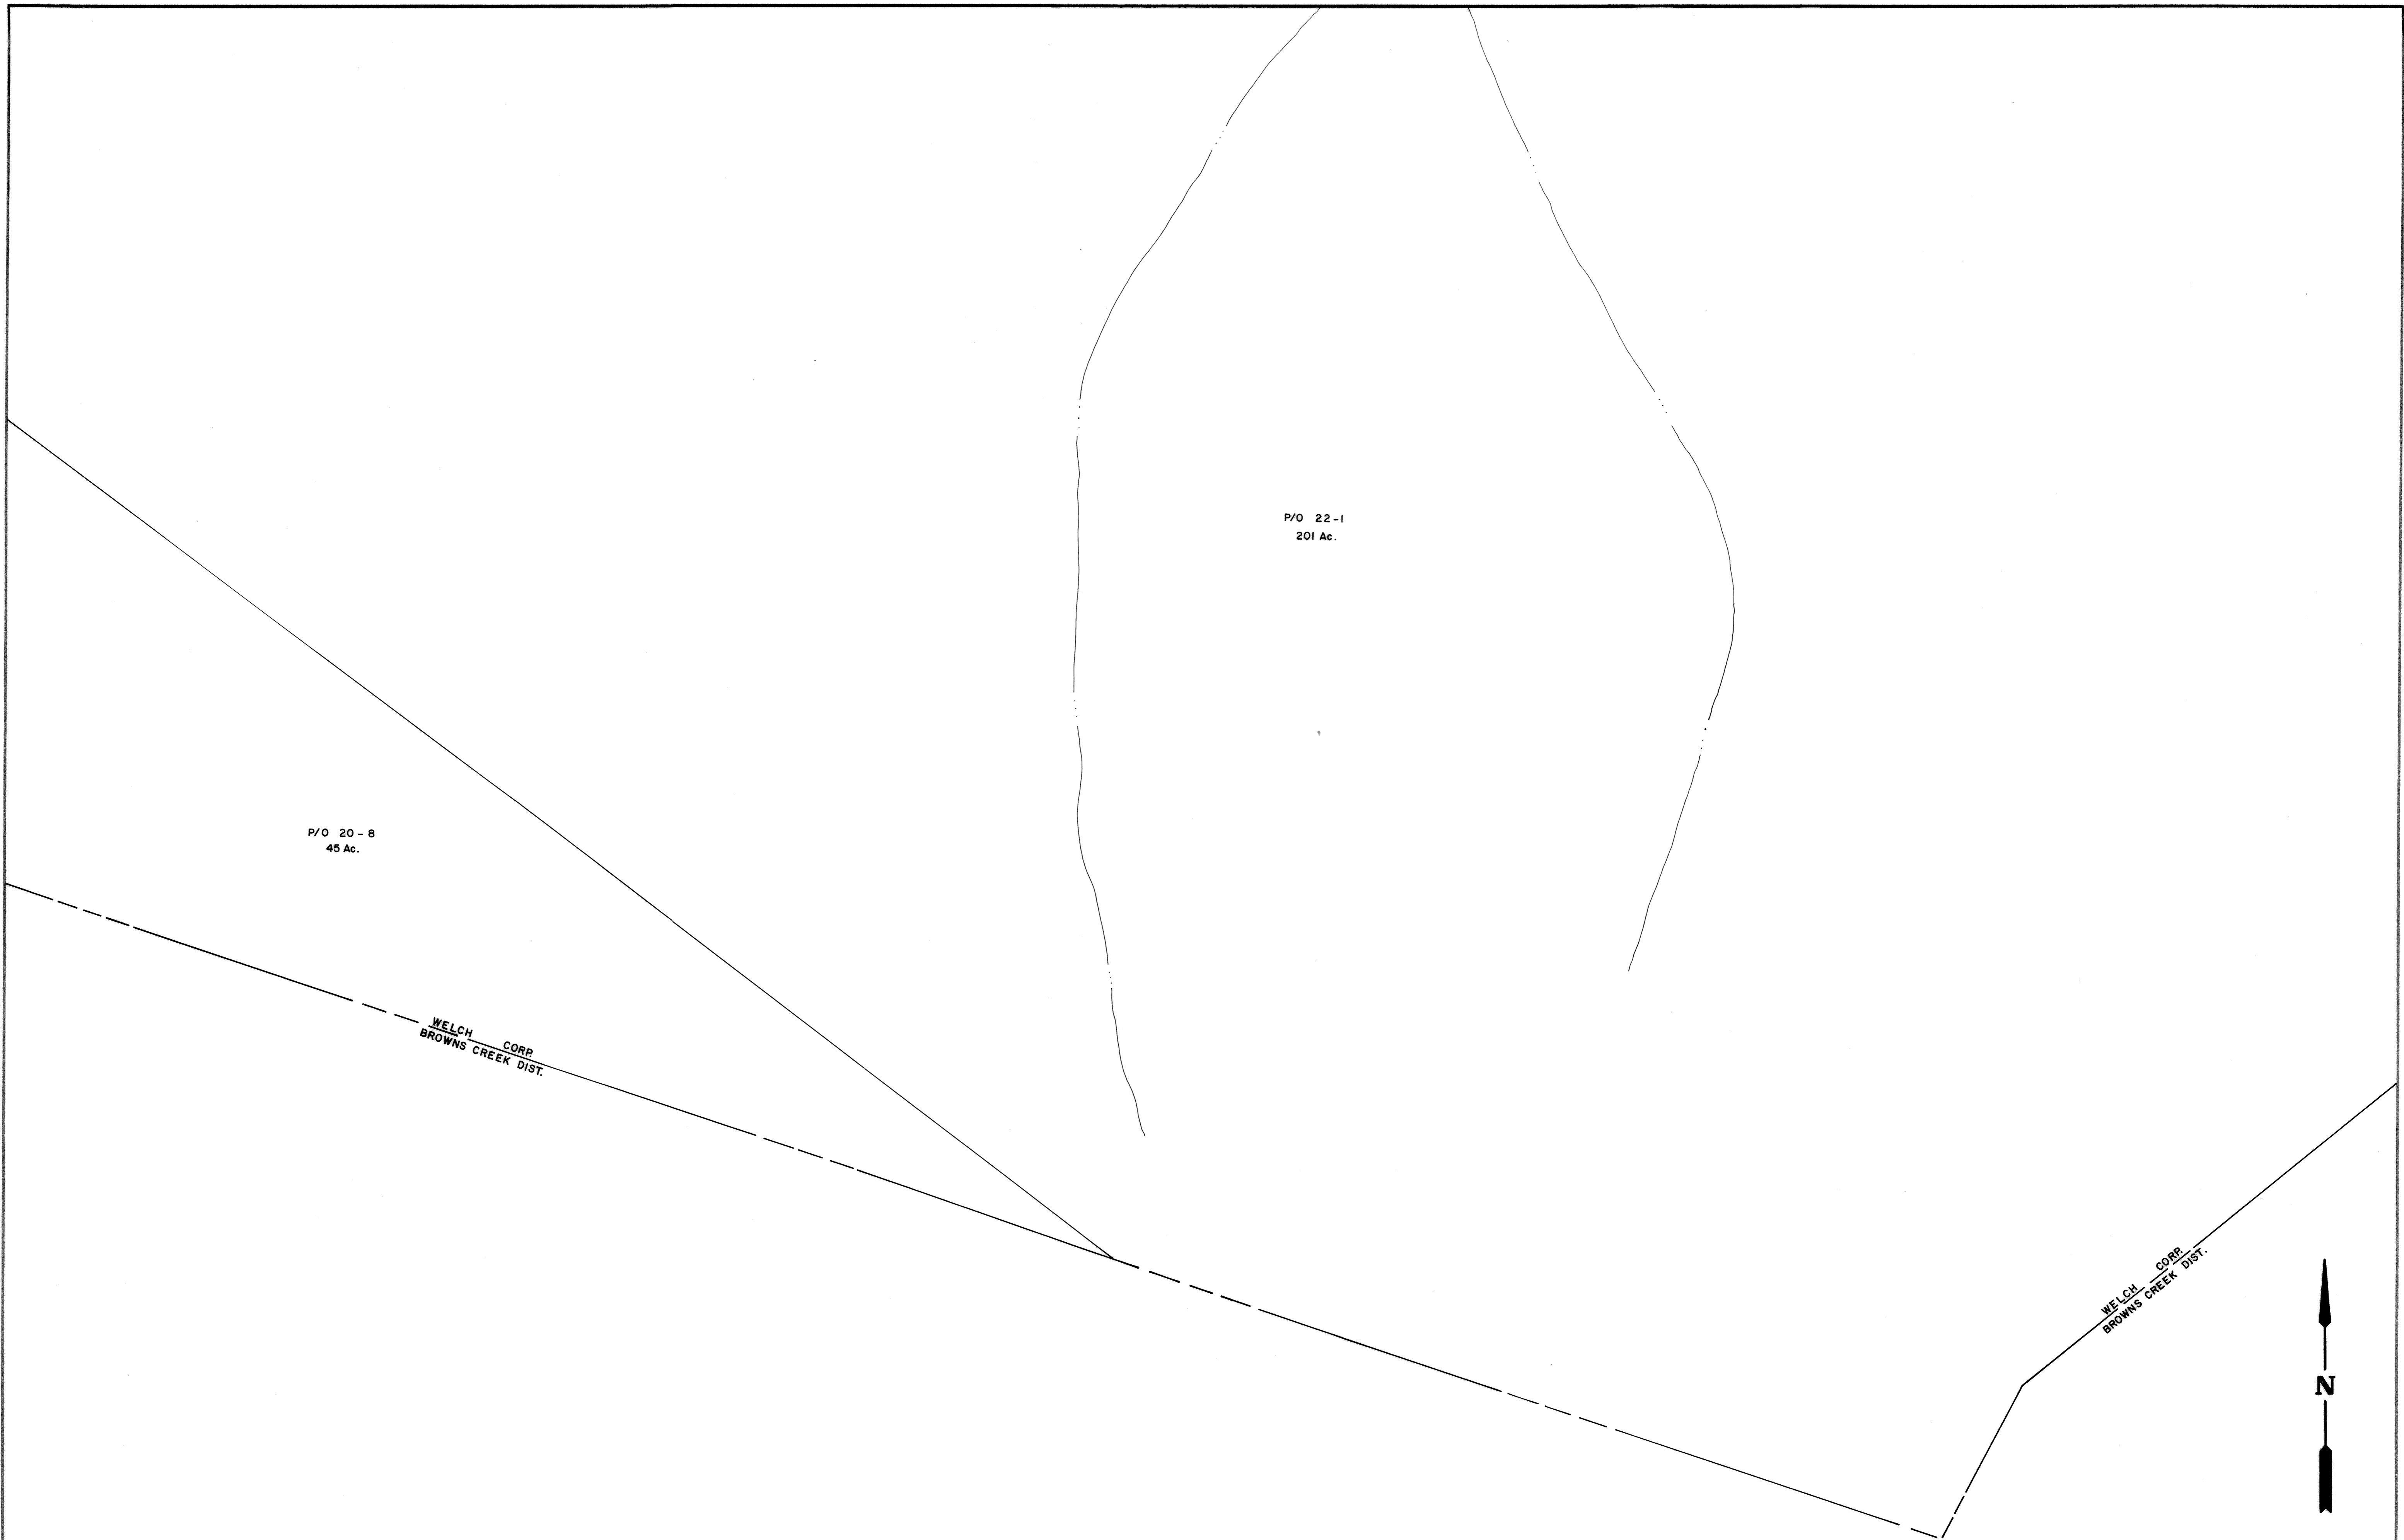 P/O 22-1
201 Ac.
P/O 20-8
45 Ac.
WELCH CORP.
BROWNS CREEK DIST.
WELCH CORP.
BROWNS CREEK DIST.
N